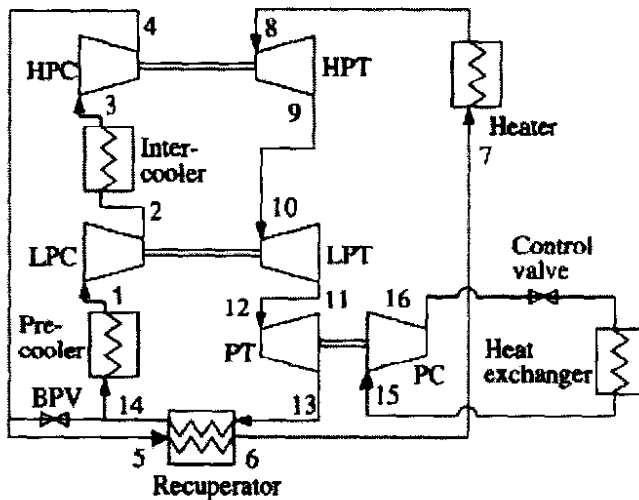 4
8
HPC
HPT
3
9
Heater
7
Inter-
cooler
2
10
LPC
LPT
Control
valve
1
12
11
16
Pre-
cooler
PT
PC
Heat
exchanger
15
BPV
14
13
5
6
Recuperator